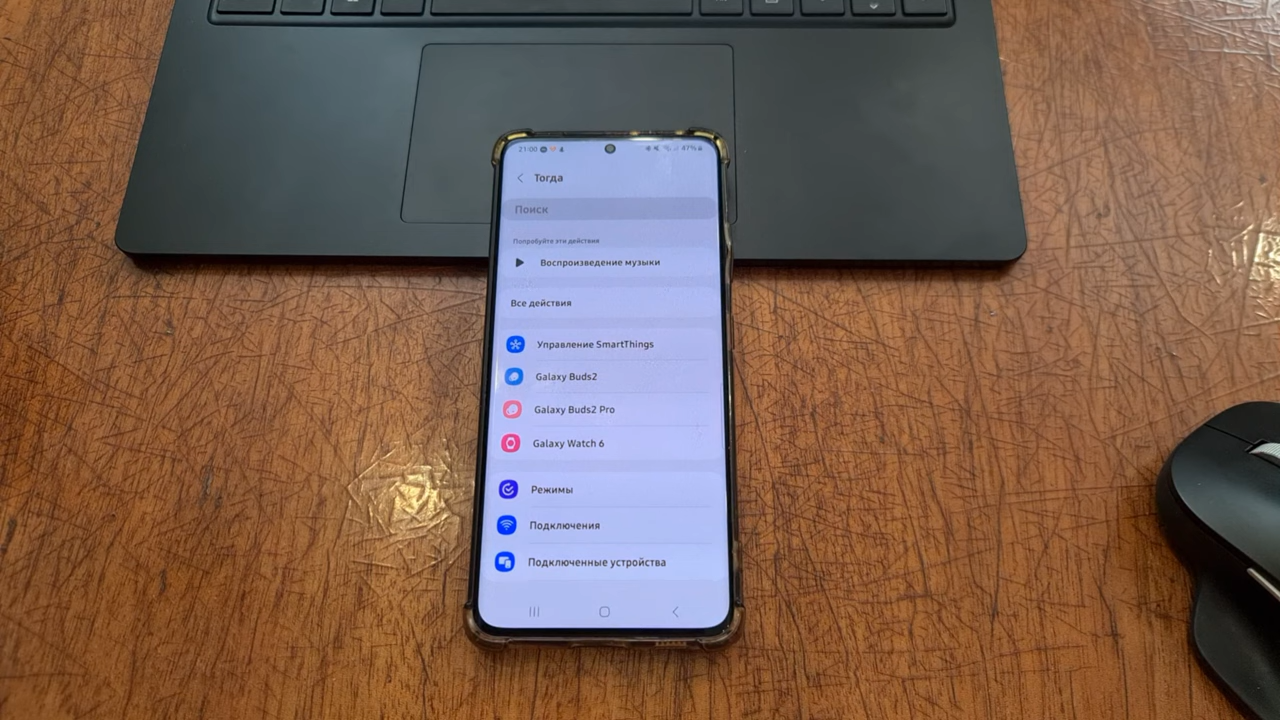 21:00 47%
Тогда
Поиск
Попробуйте эти действия
Воспроизведение музыки
Все действия
Управление SmartThings
Galaxy Buds2
Galaxy Buds2 Pro
Galaxy Watch 6
Режимы
Подключения
Подключенные устройства